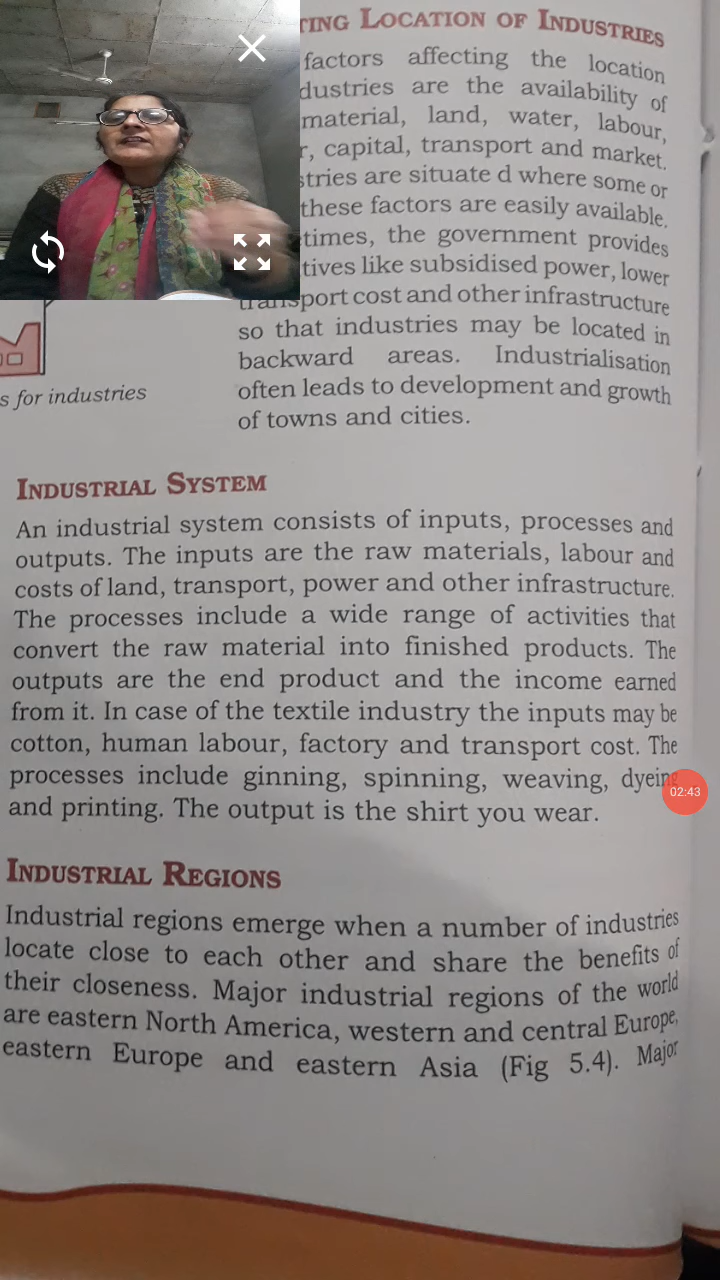 TING LOCATION OF INDUSTRIES
factors affecting the location
dustries are the availability of
material, land, water, labour,
r, capital, transport and market.
stries are situate d where some or
these factors are easily available.
times, the government provides
tives like subsidised power, lower
transport cost and other infrastructure
so that industries may be located in
backward areas. Industrialisation
often leads to development and growth
of towns and cities.
s for industries
INDUSTRIAL SYSTEM
An industrial system consists of inputs, processes and
outputs. The inputs are the raw materials, labour and
costs of land, transport, power and other infrastructure.
The processes include a wide range of activities that
convert the raw material into finished products. The
outputs are the end product and the income earned
from it. In case of the textile industry the inputs may be
cotton, human labour, factory and transport cost. The
processes include ginning, spinning, weaving, dyeing
and printing. The output is the shirt you wear.
02:43
INDUSTRIAL REGIONS
Industrial regions emerge when a number of industries
locate close to each other and share the benefits of
their closeness. Major industrial regions of the world
are eastern North America, western and central Europe,
eastern Europe and eastern Asia (Fig 5.4). Major